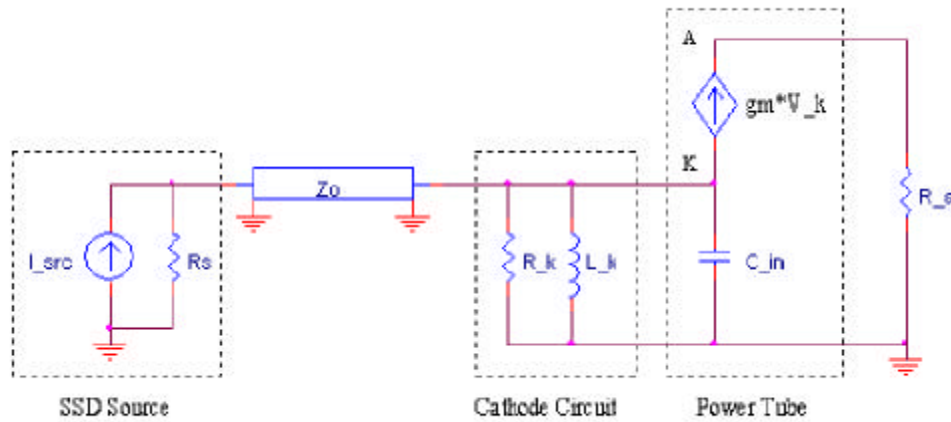 A
gm*V_k
K
Zo
I_src
Rs
R_k
L_k
C_in
SSD Source
Cathode Circuit
Power Tube